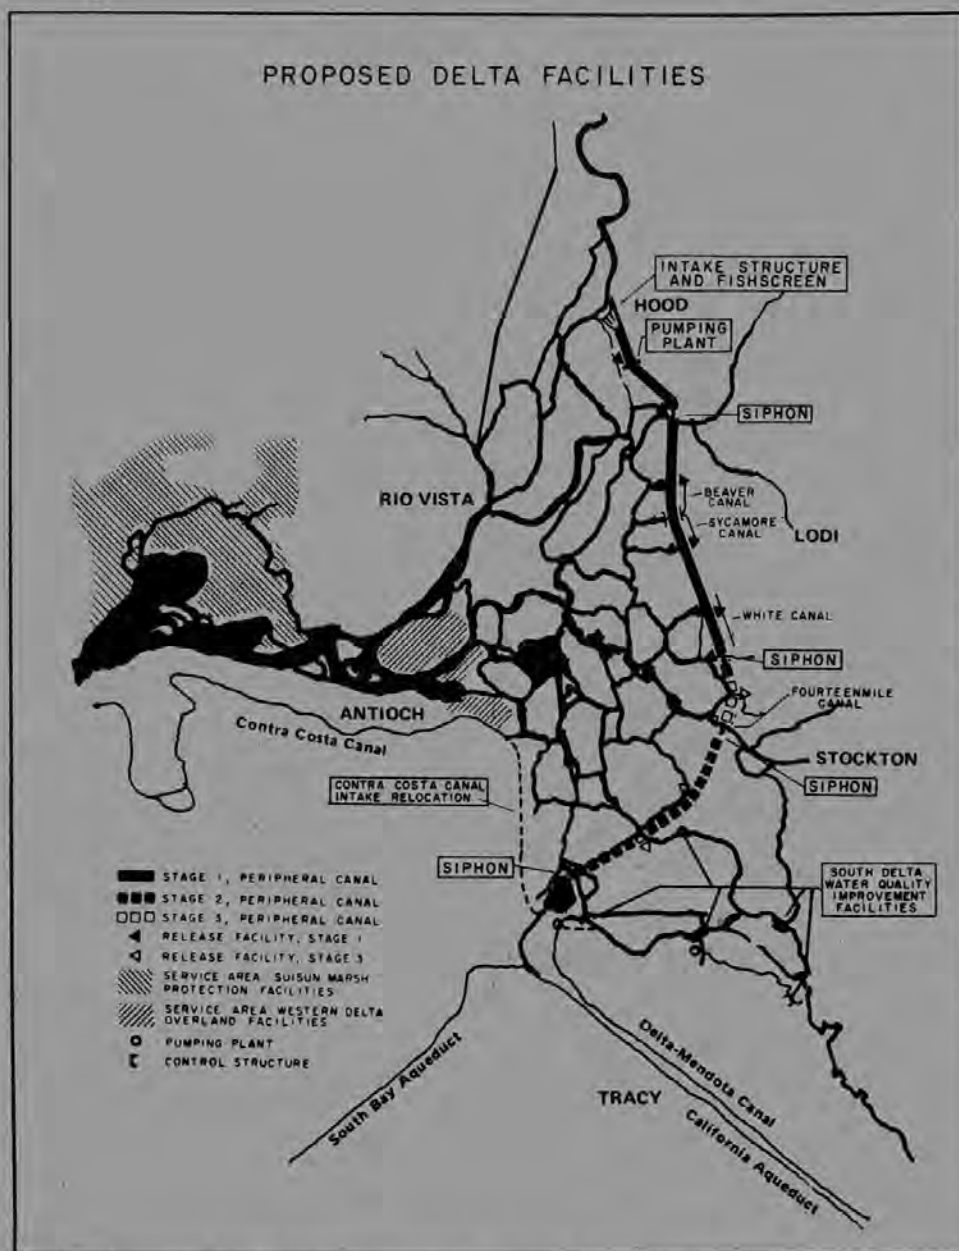 PROPOSED DELTA FACILITIES
INTAKE STRUCTURE
AND FISHSCREEN
HOOD
PUMPING
PLANT
SIPHON
RIO VISTA
BEAVER
CANAL
SYCAMORE
CANAL
LODI
WHITE CANAL
SIPHON
FOURTEENMILE
CANAL
ANTIOCH
Contra Costa Canal
STOCKTON
SIPHON
CONTRA COSTA CANAL
INTAKE RELOCATION
SIPHON
SOUTH DELTA
WATER QUALITY
IMPROVEMENT
FACILITIES
STAGE 1, PERIPHERAL CANAL
STAGE 2, PERIPHERAL CANAL
STAGE 3, PERIPHERAL CANAL
RELEASE FACILITY, STAGE 1
RELEASE FACILITY, STAGE 3
SERVICE AREA SUISUN MARSH
PROTECTION FACILITIES
SERVICE AREA WESTERN DELTA
OVERLAND FACILITIES
PUMPING PLANT
CONTROL STRUCTURE
South Bay Aqueduct
Delta-Mendota Canal
TRACY
California Aqueduct